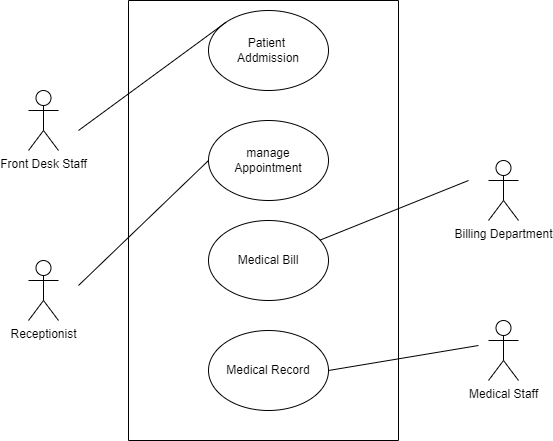 Patient
Addmission
Front Desk Staff
manage
Appointment
Billing Department
Medical Bill
Receptionist
Medical Record
Medical Staff